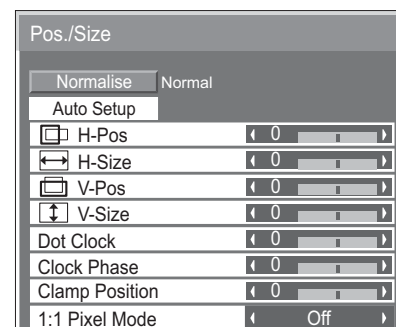 Pos./Size
Normalise Normal
Auto Setup
H-Pos 0
H-Size 0
V-Pos 0
V-Size 0
Dot Clock 0
Clock Phase 0
Clamp Position 0
1:1 Pixel Mode Off